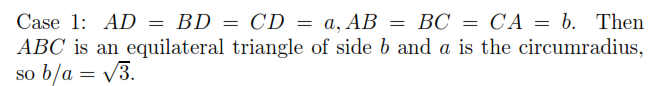 Case 1: AD = BD = CD = a, AB = BC = CA = b. Then
ABC is an equilateral triangle of side b and a is the circumradius,
so b/a = √3.